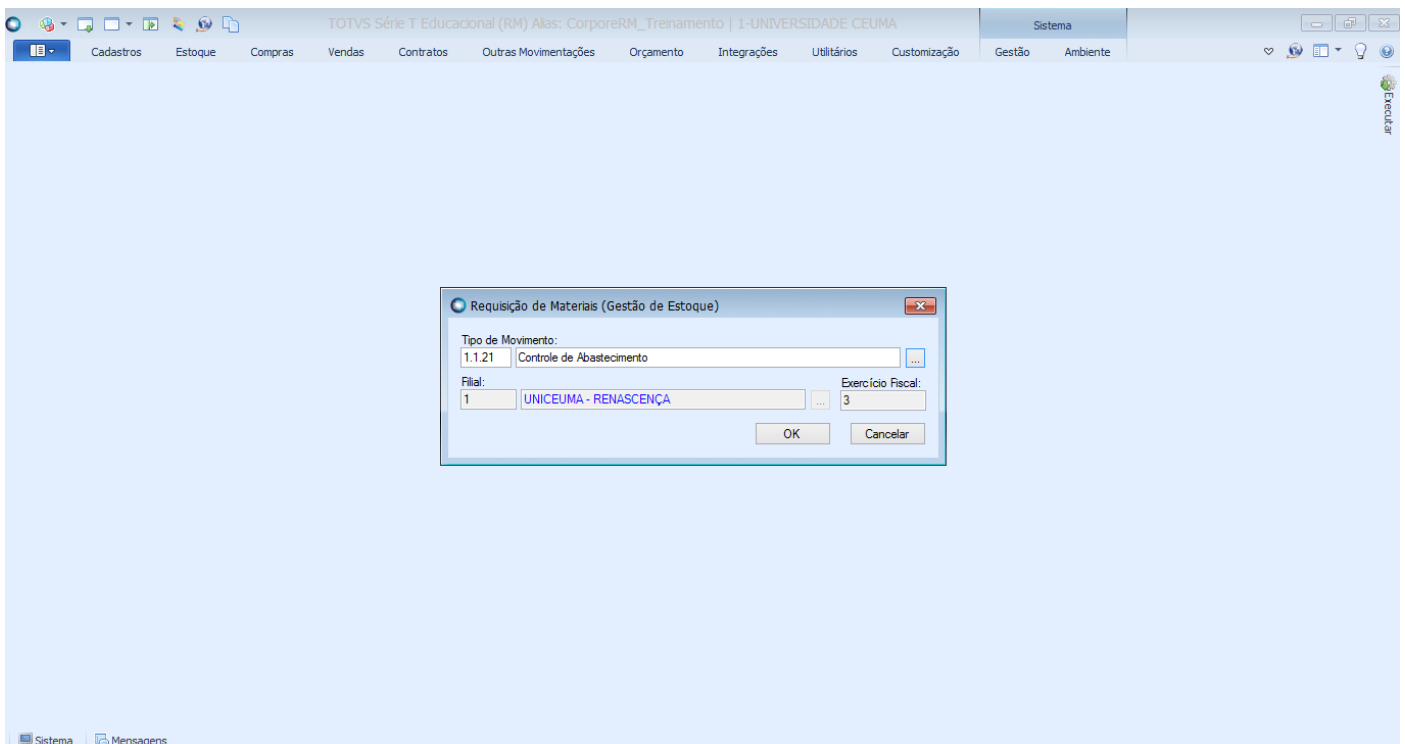 TOTVS Série T Educacional (RM) Alias: CorporeRM_Treinamento | 1-UNIVERSIDADE CEUMA
Sistema
Cadastros Estoque Compras Vendas Contratos Outras Movimentações Orçamento Integrações Utilitários Customização Gestão Ambiente
Executar
Requisição de Materiais (Gestão de Estoque)
Tipo de Movimento:
1.1.21 Controle de Abastecimento ...
Filial: Exercício Fiscal:
1 UNICEUMA - RENASCENÇA ... 3
OK Cancelar
Sistema Mensagens